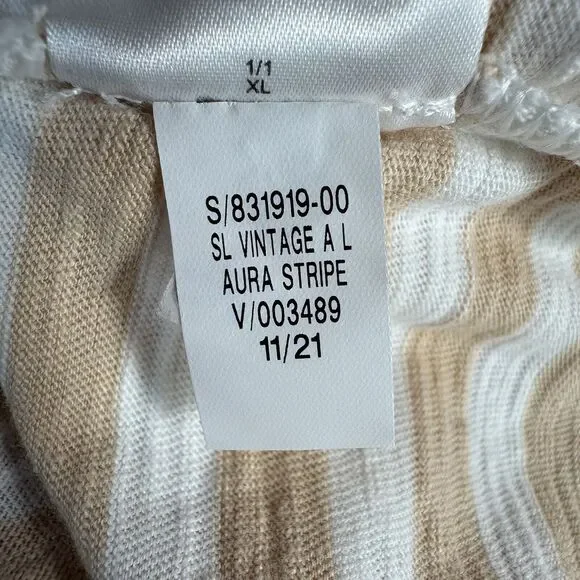 1/1
XL
S/831919-00
SL VINTAGE A L
AURA STRIPE
V/003489
11/21